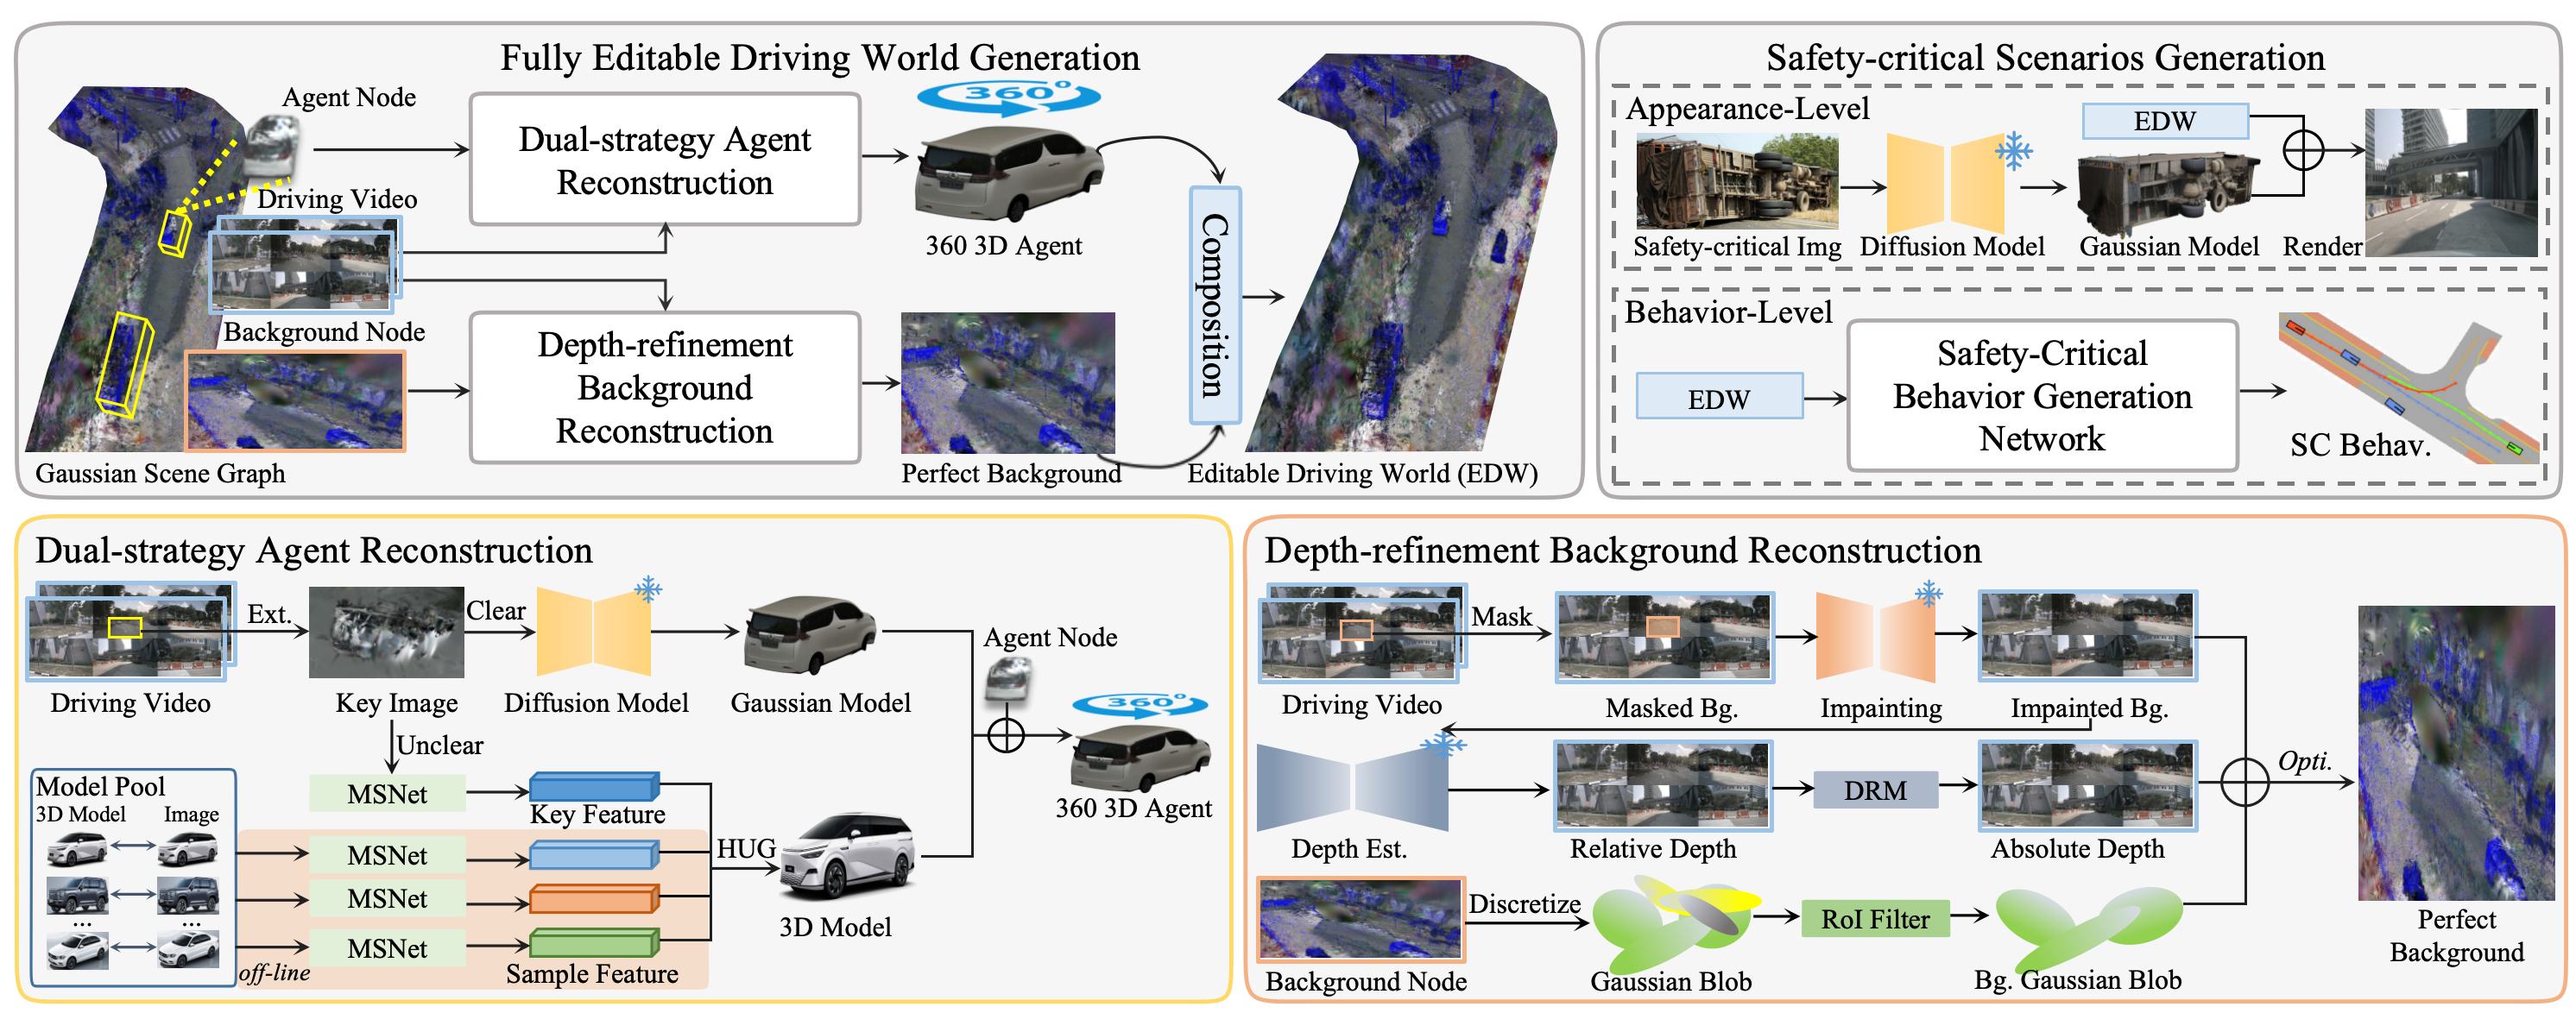 Fully Editable Driving World Generation
Agent Node
Driving Video
Background Node
Gaussian Scene Graph
Dual-strategy Agent
Reconstruction
Depth-refinement
Background
Reconstruction
360°
360 3D Agent
Perfect Background
Composition
Editable Driving World (EDW)
Safety-critical Scenarios Generation
Appearance-Level
Safety-critical Img
Diffusion Model
EDW
Gaussian Model
Render
Behavior-Level
EDW
Safety-Critical
Behavior Generation
Network
SC Behav.
Dual-strategy Agent Reconstruction
Driving Video
Ext.
Key Image
Clear
Diffusion Model
Gaussian Model
Agent Node
360°
360 3D Agent
Unclear
Model Pool
3D Model
Image
...
...
off-line
MSNet
MSNet
MSNet
MSNet
Key Feature
Sample Feature
HUG
3D Model
Depth-refinement Background Reconstruction
Driving Video
Mask
Masked Bg.
Impainting
Impainted Bg.
Depth Est.
Relative Depth
DRM
Absolute Depth
Opti.
Background Node
Discretize
Gaussian Blob
RoI Filter
Bg. Gaussian Blob
Perfect
Background